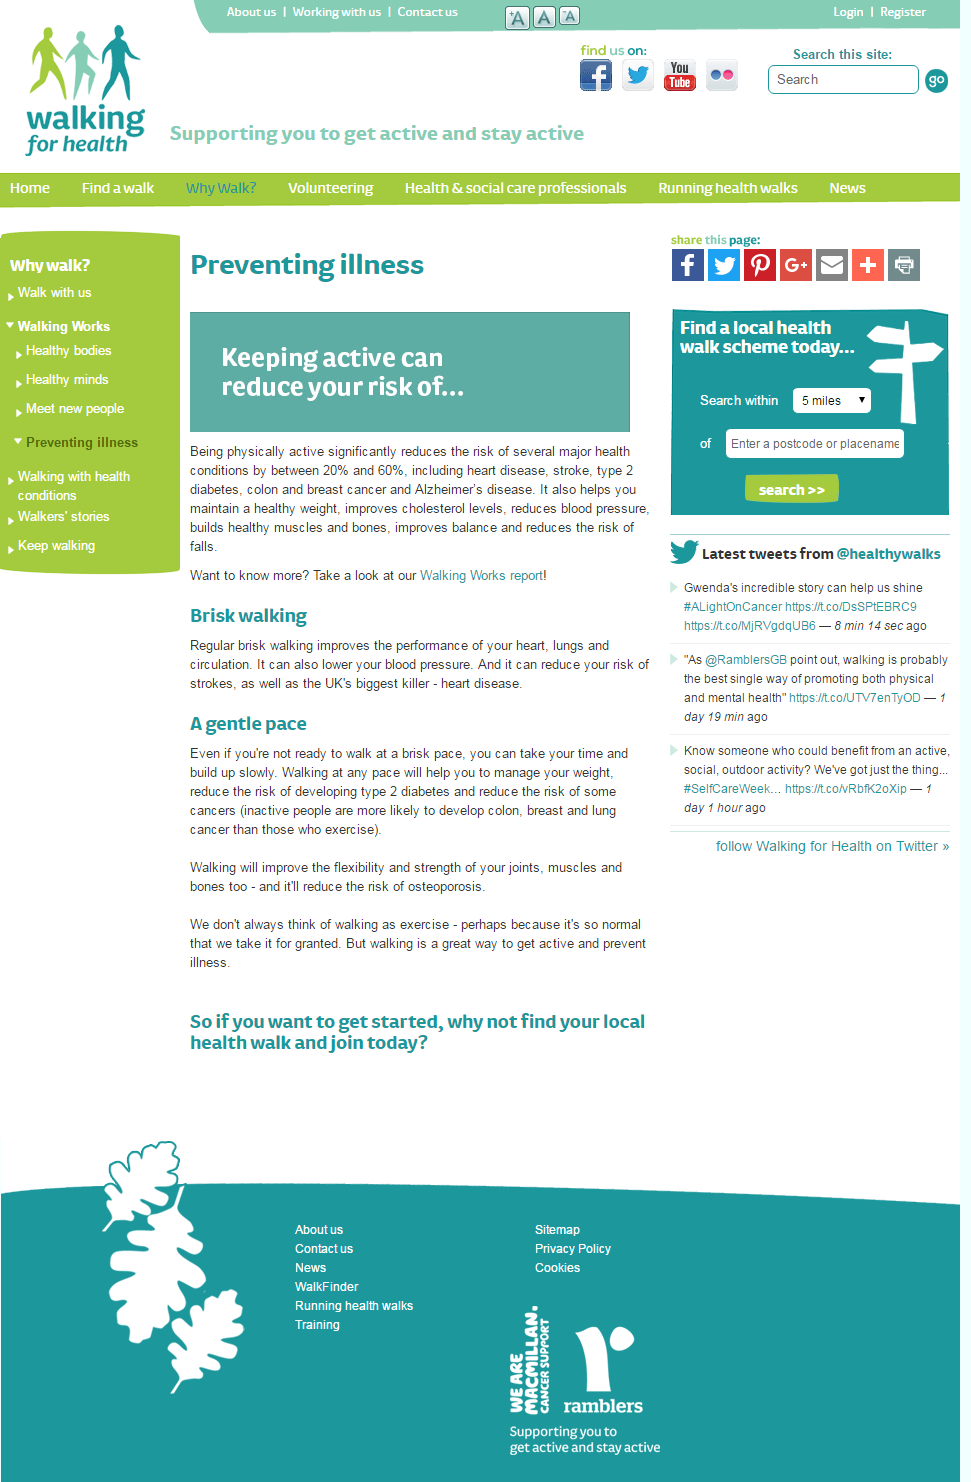 About us | Working with us | Contact us
+A A -A
Login | Register
walking
for health
Supporting you to get active and stay active
find us on:
You
Tube
Search this site:
Search
go
Home Find a walk Why Walk? Volunteering Health & social care professionals Running health walks News
Why walk?
Walk with us
Walking Works
Healthy bodies
Healthy minds
Meet new people
Preventing illness
Walking with health
conditions
Walkers' stories
Keep walking
Preventing illness
Keeping active can
reduce your risk of...
Being physically active significantly reduces the risk of several major health
conditions by between 20% and 60%, including heart disease, stroke, type 2
diabetes, colon and breast cancer and Alzheimer's disease. It also helps you
maintain a healthy weight, improves cholesterol levels, reduces blood pressure,
builds healthy muscles and bones, improves balance and reduces the risk of
falls.
Want to know more? Take a look at our Walking Works report!
Brisk walking
Regular brisk walking improves the performance of your heart, lungs and
circulation. It can also lower your blood pressure. And it can reduce your risk of
strokes, as well as the UK's biggest killer - heart disease.
A gentle pace
Even if you're not ready to walk at a brisk pace, you can take your time and
build up slowly. Walking at any pace will help you to manage your weight,
reduce the risk of developing type 2 diabetes and reduce the risk of some
cancers (inactive people are more likely to develop colon, breast and lung
cancer than those who exercise).
Walking will improve the flexibility and strength of your joints, muscles and
bones too - and it'll reduce the risk of osteoporosis.
We don't always think of walking as exercise - perhaps because it's so normal
that we take it for granted. But walking is a great way to get active and prevent
illness.
So if you want to get started, why not find your local
health walk and join today?
share this page:
G+
Find a local health
walk scheme today...
Search within 5 miles
of Enter a postcode or placename
search >>
Latest tweets from @healthywalks
Gwenda's incredible story can help us shine
#ALightOnCancer https://t.co/DsSPtEBRC9
https://t.co/MjRVgdqUB6 — 8 min 14 sec ago
"As @RamblersGB point out, walking is probably
the best single way of promoting both physical
and mental health" https://t.co/UTV7enTyOD — 1
day 19 min ago
Know someone who could benefit from an active,
social, outdoor activity? We've got just the thing...
#SelfCareWeek… https://t.co/vRbfK2oXip — 1
day 1 hour ago
follow Walking for Health on Twitter »
About us
Contact us
News
WalkFinder
Running health walks
Training
Sitemap
Privacy Policy
Cookies
WE ARE
MACMILLAN.
CANCER SUPPORT
r
ramblers
Supporting you to
get active and stay active